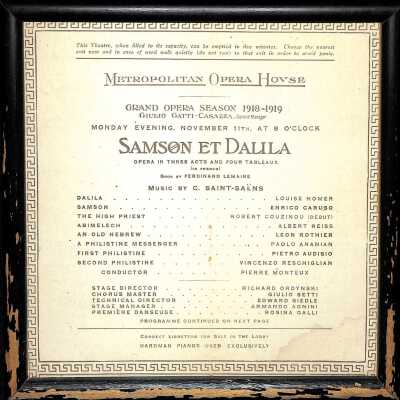 This Theatre, when filled to its capacity, can be emptied in five minutes. Choose the nearest
exit now and in case of need walk quietly (do not run) to that exit in order to avoid panic.
METROPOLITAN OPERA HOVSE
GRAND OPERA SEASON 1918-1919
GIULIO GATTI-CASAZZA, General Manager
MONDAY EVENING, NOVEMBER 11TH, AT 8 O'CLOCK
SAMSON ET DALILA
OPERA IN THREE ACTS AND FOUR TABLEAUX
(IN FRENCH)
BOOK BY FERDINAND LEMAIRE
MUSIC BY C. SAINT-SAËNS
DALILA LOUISE HOMER
SAMSON ENRICO CARUSO
THE HIGH PRIEST ROBERT COUZINOU (DEBUT)
ABIMELECH ALBERT REISS
AN OLD HEBREW LEON ROTHIER
A PHILISTINE MESSENGER PAOLO ANANIAN
FIRST PHILISTINE PIETRO AUDISIO
SECOND PHILISTINE VINCENZO RESCHIGLIAN
CONDUCTOR PIERRE MONTEUX
STAGE DIRECTOR RICHARD ORDYNSKI
CHORUS MASTER GIULIO SETTI
TECHNICAL DIRECTOR EDWARD SIEDLE
STAGE MANAGER ARMANDO AGNINI
PREMIÈRE DANSEUSE ROSINA GALLI
PROGRAMME CONTINUED ON NEXT PAGE
CORRECT LIBRETTOS FOR SALE IN THE LOBBY
HARDMAN PIANOS USED EXCLUSIVELY